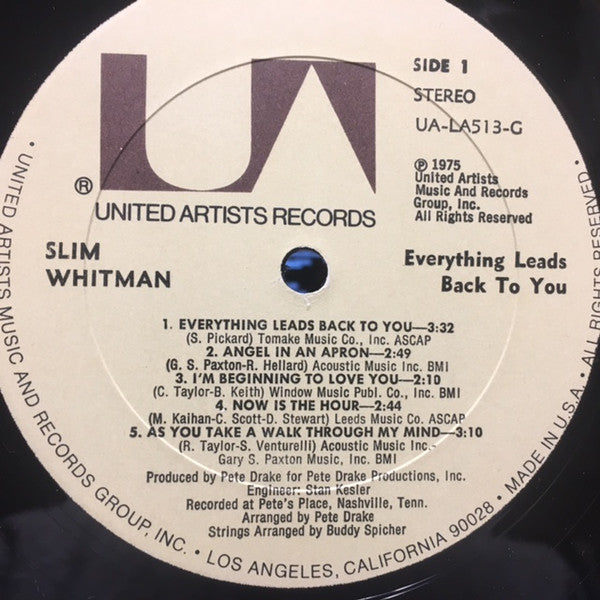 UA
®
UNITED ARTISTS RECORDS
SIDE 1
STEREO
UA-LA513-G
℗ 1975
United Artists
Music And Records
Group, Inc.
All Rights Reserved
SLIM
WHITMAN
Everything Leads
Back To You
1. EVERYTHING LEADS BACK TO YOU—3:32
(S. Pickard) Tomake Music Co., Inc. ASCAP
2. ANGEL IN AN APRON—2:49
(G. S. Paxton-R. Hellard) Acoustic Music Inc. BMI
3. I'M BEGINNING TO LOVE YOU—2:10
(C. Taylor-B. Keith) Window Music Publ. Co., Inc. BMI
4. NOW IS THE HOUR—2:44
(M. Kaihan-C. Scott-D. Stewart) Leeds Music Co. ASCAP
5. AS YOU TAKE A WALK THROUGH MY MIND—3:10
(R. Taylor-S. Venturelli) Acoustic Music Inc.-
Gary S. Paxton Music, Inc. BMI
Produced by Pete Drake for Pete Drake Productions, Inc.
Engineer: Stan Kesler
Recorded at Pete's Place, Nashville, Tenn.
Arranged by Pete Drake
Strings Arranged by Buddy Spicher
• UNITED ARTISTS MUSIC AND RECORDS GROUP, INC. • LOS ANGELES, CALIFORNIA 90028 • MADE IN U.S.A. • ALL RIGHTS RESERVED •